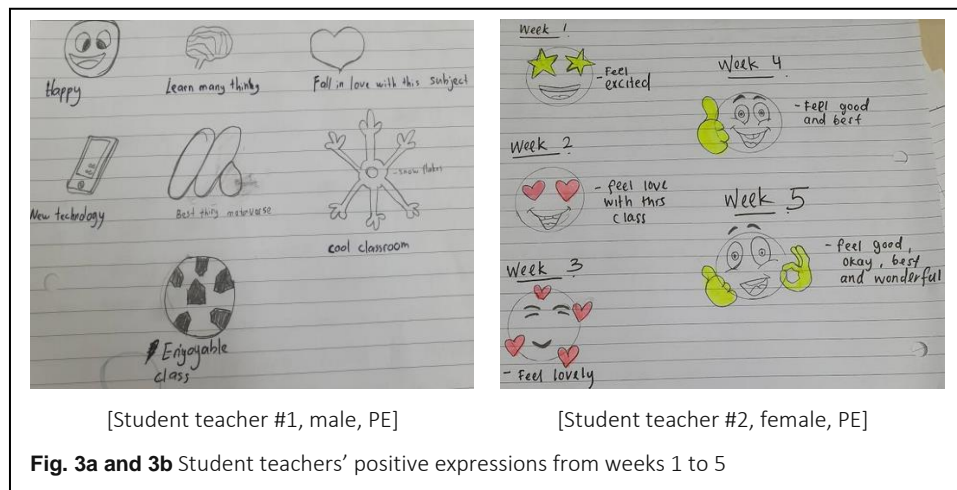 Happy
Learn many thing
Fall in love with this subject
New technology
Best thing metaverse
snow flakes
cool classroom
Enjoyable
class
Week 1
- Feel
excited
Week 2
- feel love
with this
class
Week 3
- Feel lovely
Week 4
- Feel good
and best
Week 5
- feel good,
okay, best
and wonderful
[Student teacher #1, male, PE]
[Student teacher #2, female, PE]
Fig. 3a and 3b Student teachers’ positive expressions from weeks 1 to 5